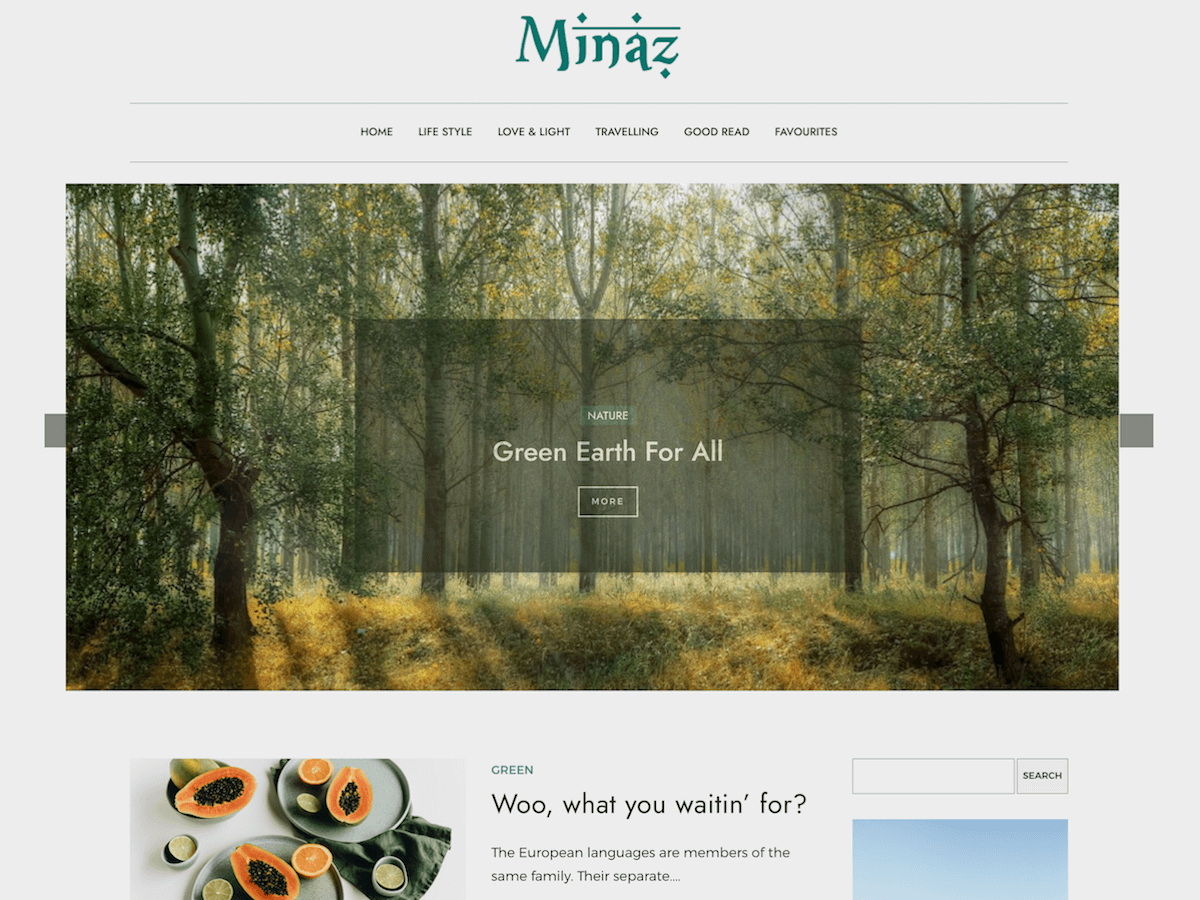 Minaz
HOME LIFE STYLE LOVE & LIGHT TRAVELLING GOOD READ FAVOURITES
NATURE
Green Earth For All
MORE
GREEN
Woo, what you waitin’ for?
The European languages are members of the
same family. Their separate....
SEARCH